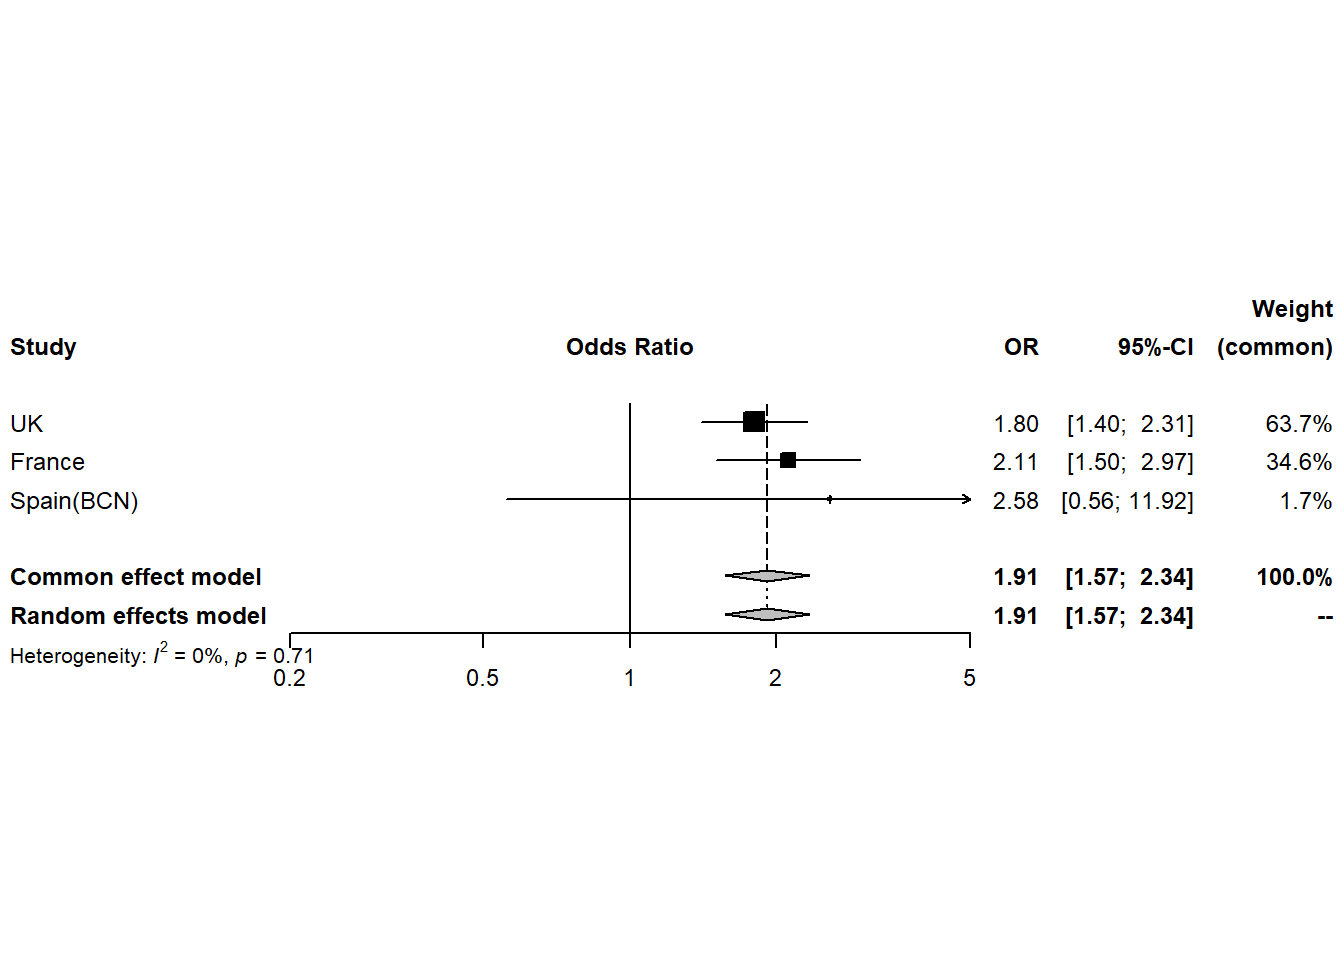 Weight
Study Odds Ratio OR 95%-CI (common)
UK 1.80 [1.40; 2.31] 63.7%
France 2.11 [1.50; 2.97] 34.6%
Spain(BCN) 2.58 [0.56; 11.92] 1.7%
Common effect model 1.91 [1.57; 2.34] 100.0%
Random effects model 1.91 [1.57; 2.34] --
Heterogeneity: I² = 0%, p = 0.71
0.2 0.5 1 2 5